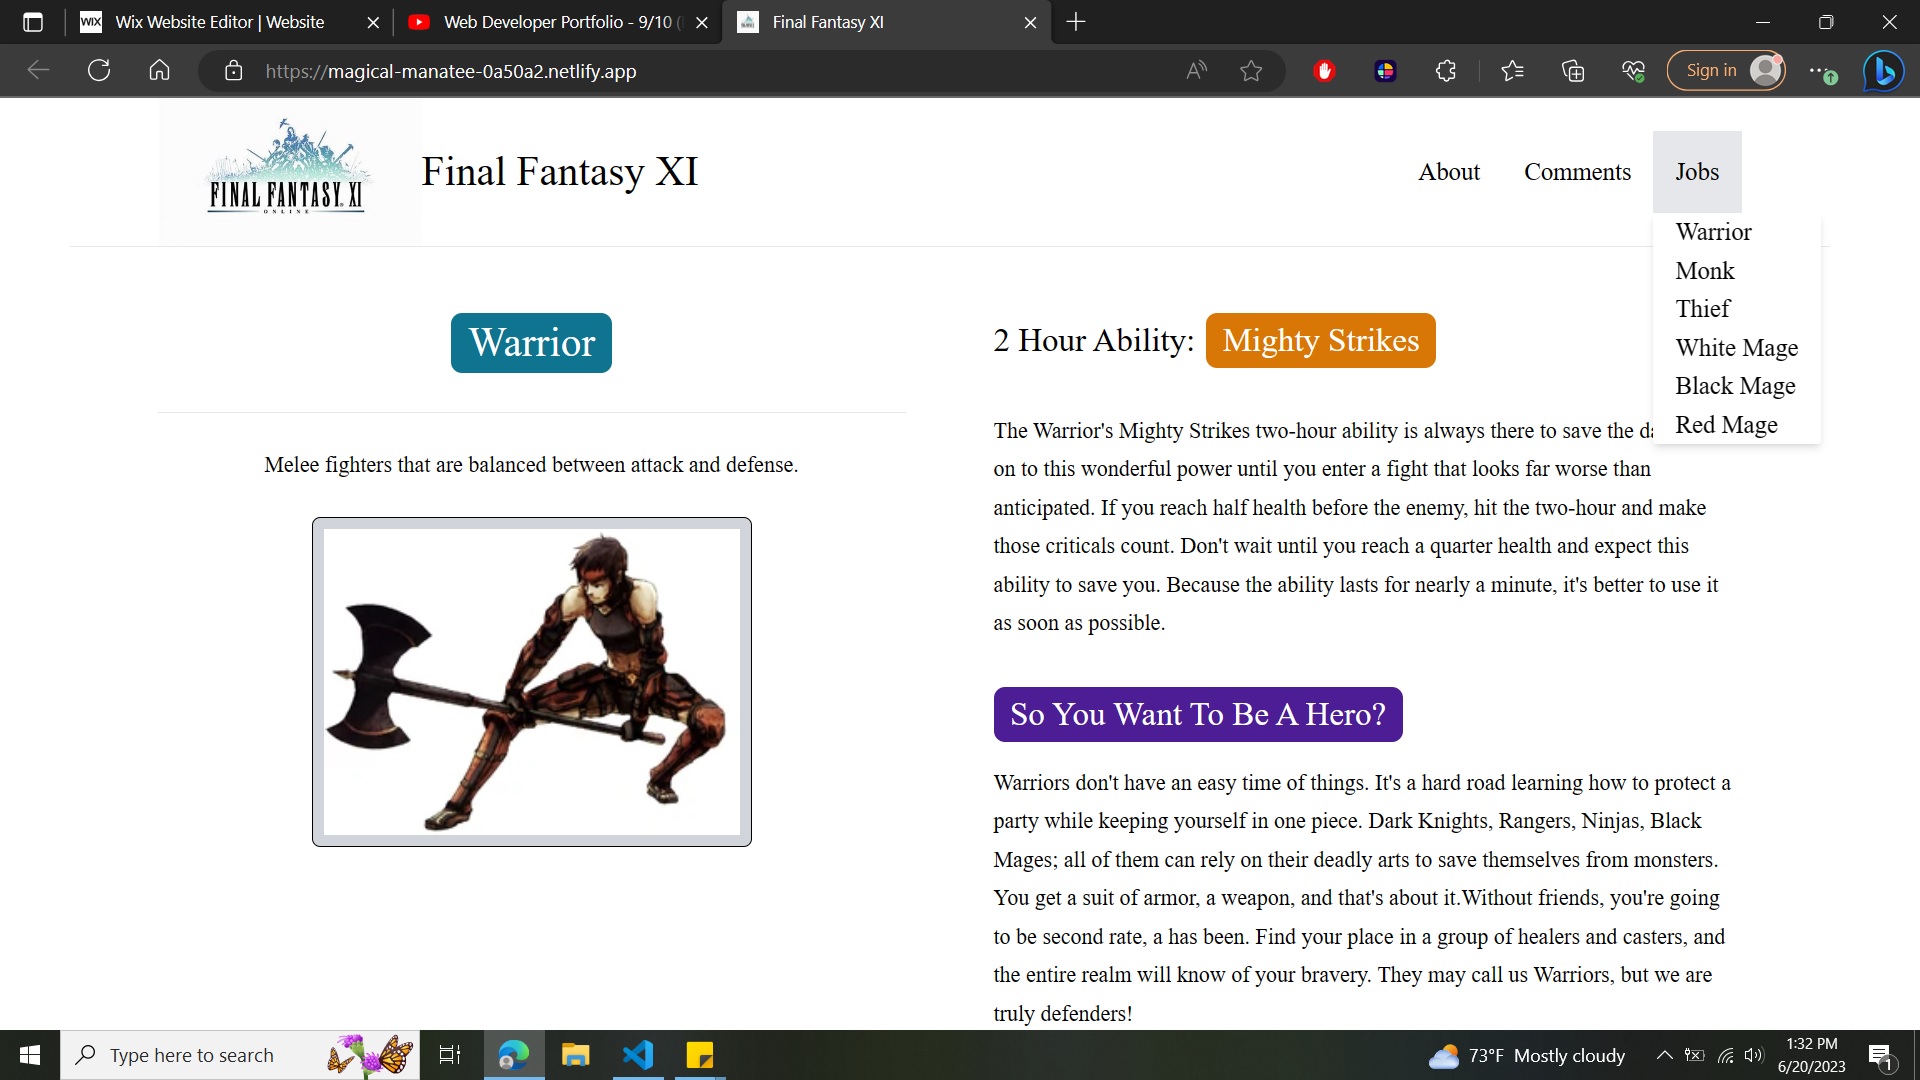 WIX Wix Website Editor | Website
Web Developer Portfolio - 9/10 (
Final Fantasy XI
https://magical-manatee-0a50a2.netlify.app
Sign in
FINAL FANTASY XI
ONLINE
Final Fantasy XI
About
Comments
Jobs
Warrior
Monk
Thief
White Mage
Black Mage
Red Mage
Warrior
Melee fighters that are balanced between attack and defense.
2 Hour Ability: Mighty Strikes
The Warrior's Mighty Strikes two-hour ability is always there to save the
on to this wonderful power until you enter a fight that looks far worse than
anticipated. If you reach half health before the enemy, hit the two-hour and make
those criticals count. Don't wait until you reach a quarter health and expect this
ability to save you. Because the ability lasts for nearly a minute, it's better to use it
as soon as possible.
So You Want To Be A Hero?
Warriors don't have an easy time of things. It's a hard road learning how to protect a
party while keeping yourself in one piece. Dark Knights, Rangers, Ninjas, Black
Mages; all of them can rely on their deadly arts to save themselves from monsters.
You get a suit of armor, a weapon, and that's about it.Without friends, you're going
to be second rate, a has been. Find your place in a group of healers and casters, and
the entire realm will know of your bravery. They may call us Warriors, but we are
truly defenders!
Type here to search
73°F Mostly cloudy
1:32 PM
6/20/2023
1